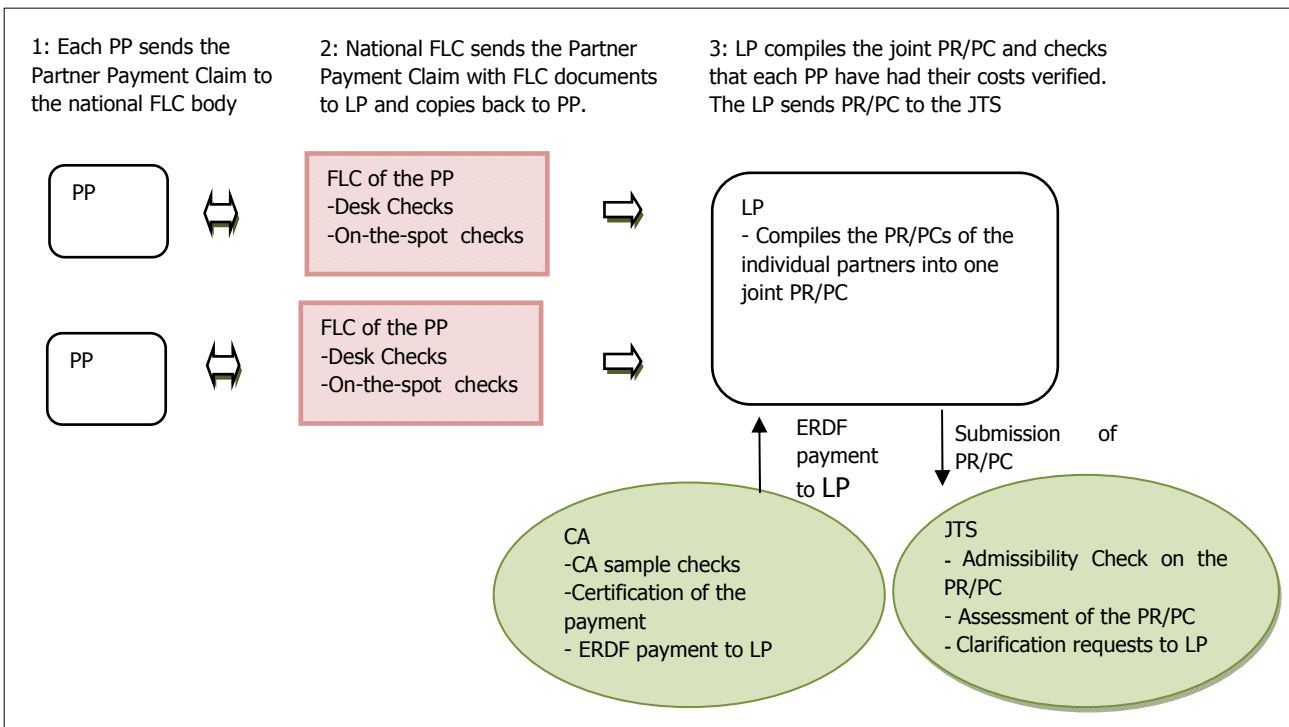 1: Each PP sends the
Partner Payment Claim to
the national FLC body
2: National FLC sends the Partner
Payment Claim with FLC documents
to LP and copies back to PP.
3: LP compiles the joint PR/PC and checks
that each PP have had their costs verified.
The LP sends PR/PC to the JTS
PP
FLC of the PP
-Desk Checks
-On-the-spot checks
LP
- Compiles the PR/PCs of the
individual partners into one
joint PR/PC
PP
FLC of the PP
-Desk Checks
-On-the-spot checks
ERDF
payment
to LP
Submission of
PR/PC
CA
-CA sample checks
-Certification of the
payment
- ERDF payment to LP
JTS
- Admissibility Check on the
PR/PC
- Assessment of the PR/PC
- Clarification requests to LP